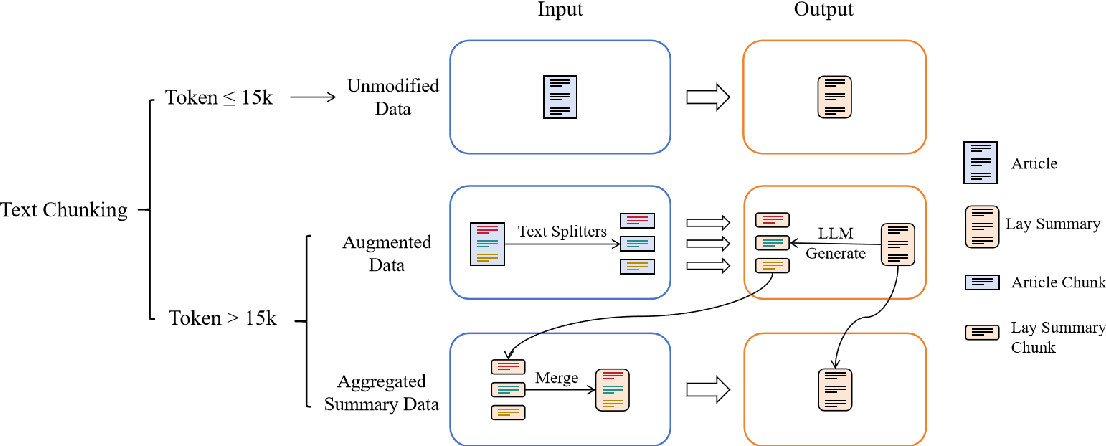 Input
Output
Token ≤ 15k
Unmodified
Data
Text Chunking
Augmented
Data
Text Splitters
LLM
Generate
Token > 15k
Aggregated
Summary Data
Merge
Article
Lay Summary
Article Chunk
Lay Summary
Chunk